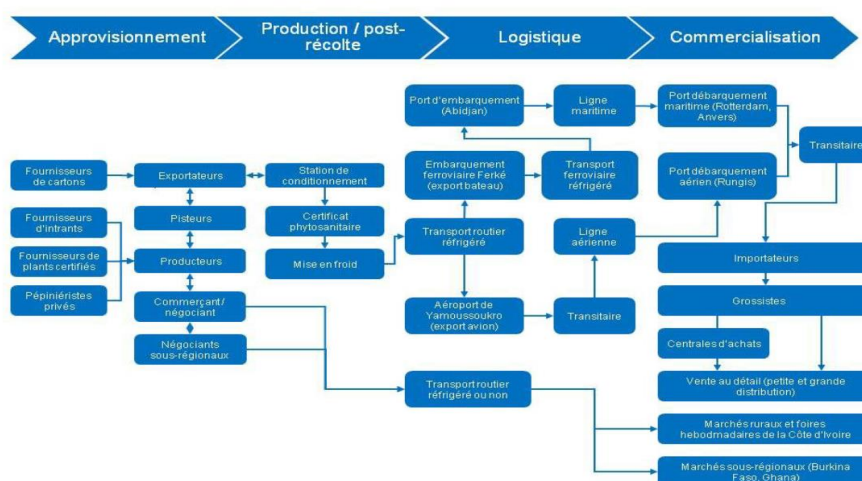 Approvisionnement
Production / post-
récolte
Logistique
Commercialisation
Fournisseurs
de cartons
Fournisseurs
d'intrants
Fournisseurs de
plants certifiés
Pépiniéristes
privés
Exportateurs
Pisteurs
Producteurs
Commerçant/
négociant
Négociants
sous-régionaux
Station de
conditionnement
Certificat
phytosanitaire
Mise en froid
Port d'embarquement
(Abidjan)
Ligne
maritime
Embarquement
ferroviaire Ferké
(export bateau)
Transport
ferroviaire
réfrigéré
Transport routier
réfrigéré
Ligne
aérienne
Aéroport de
Yamoussoukro
(export avion)
Transitaire
Transport routier
réfrigéré ou non
Port débarquement
maritime (Rotterdam,
Anvers)
Transitaire
Port débarquement
aérien (Rungis)
Importateurs
Grossistes
Centrales d'achats
Vente au détail (petite et grande
distribution)
Marchés ruraux et foires
hebodmadaires de la Côte d'Ivoire
Marchés sous-régionaux (Burkina
Faso, Ghana)